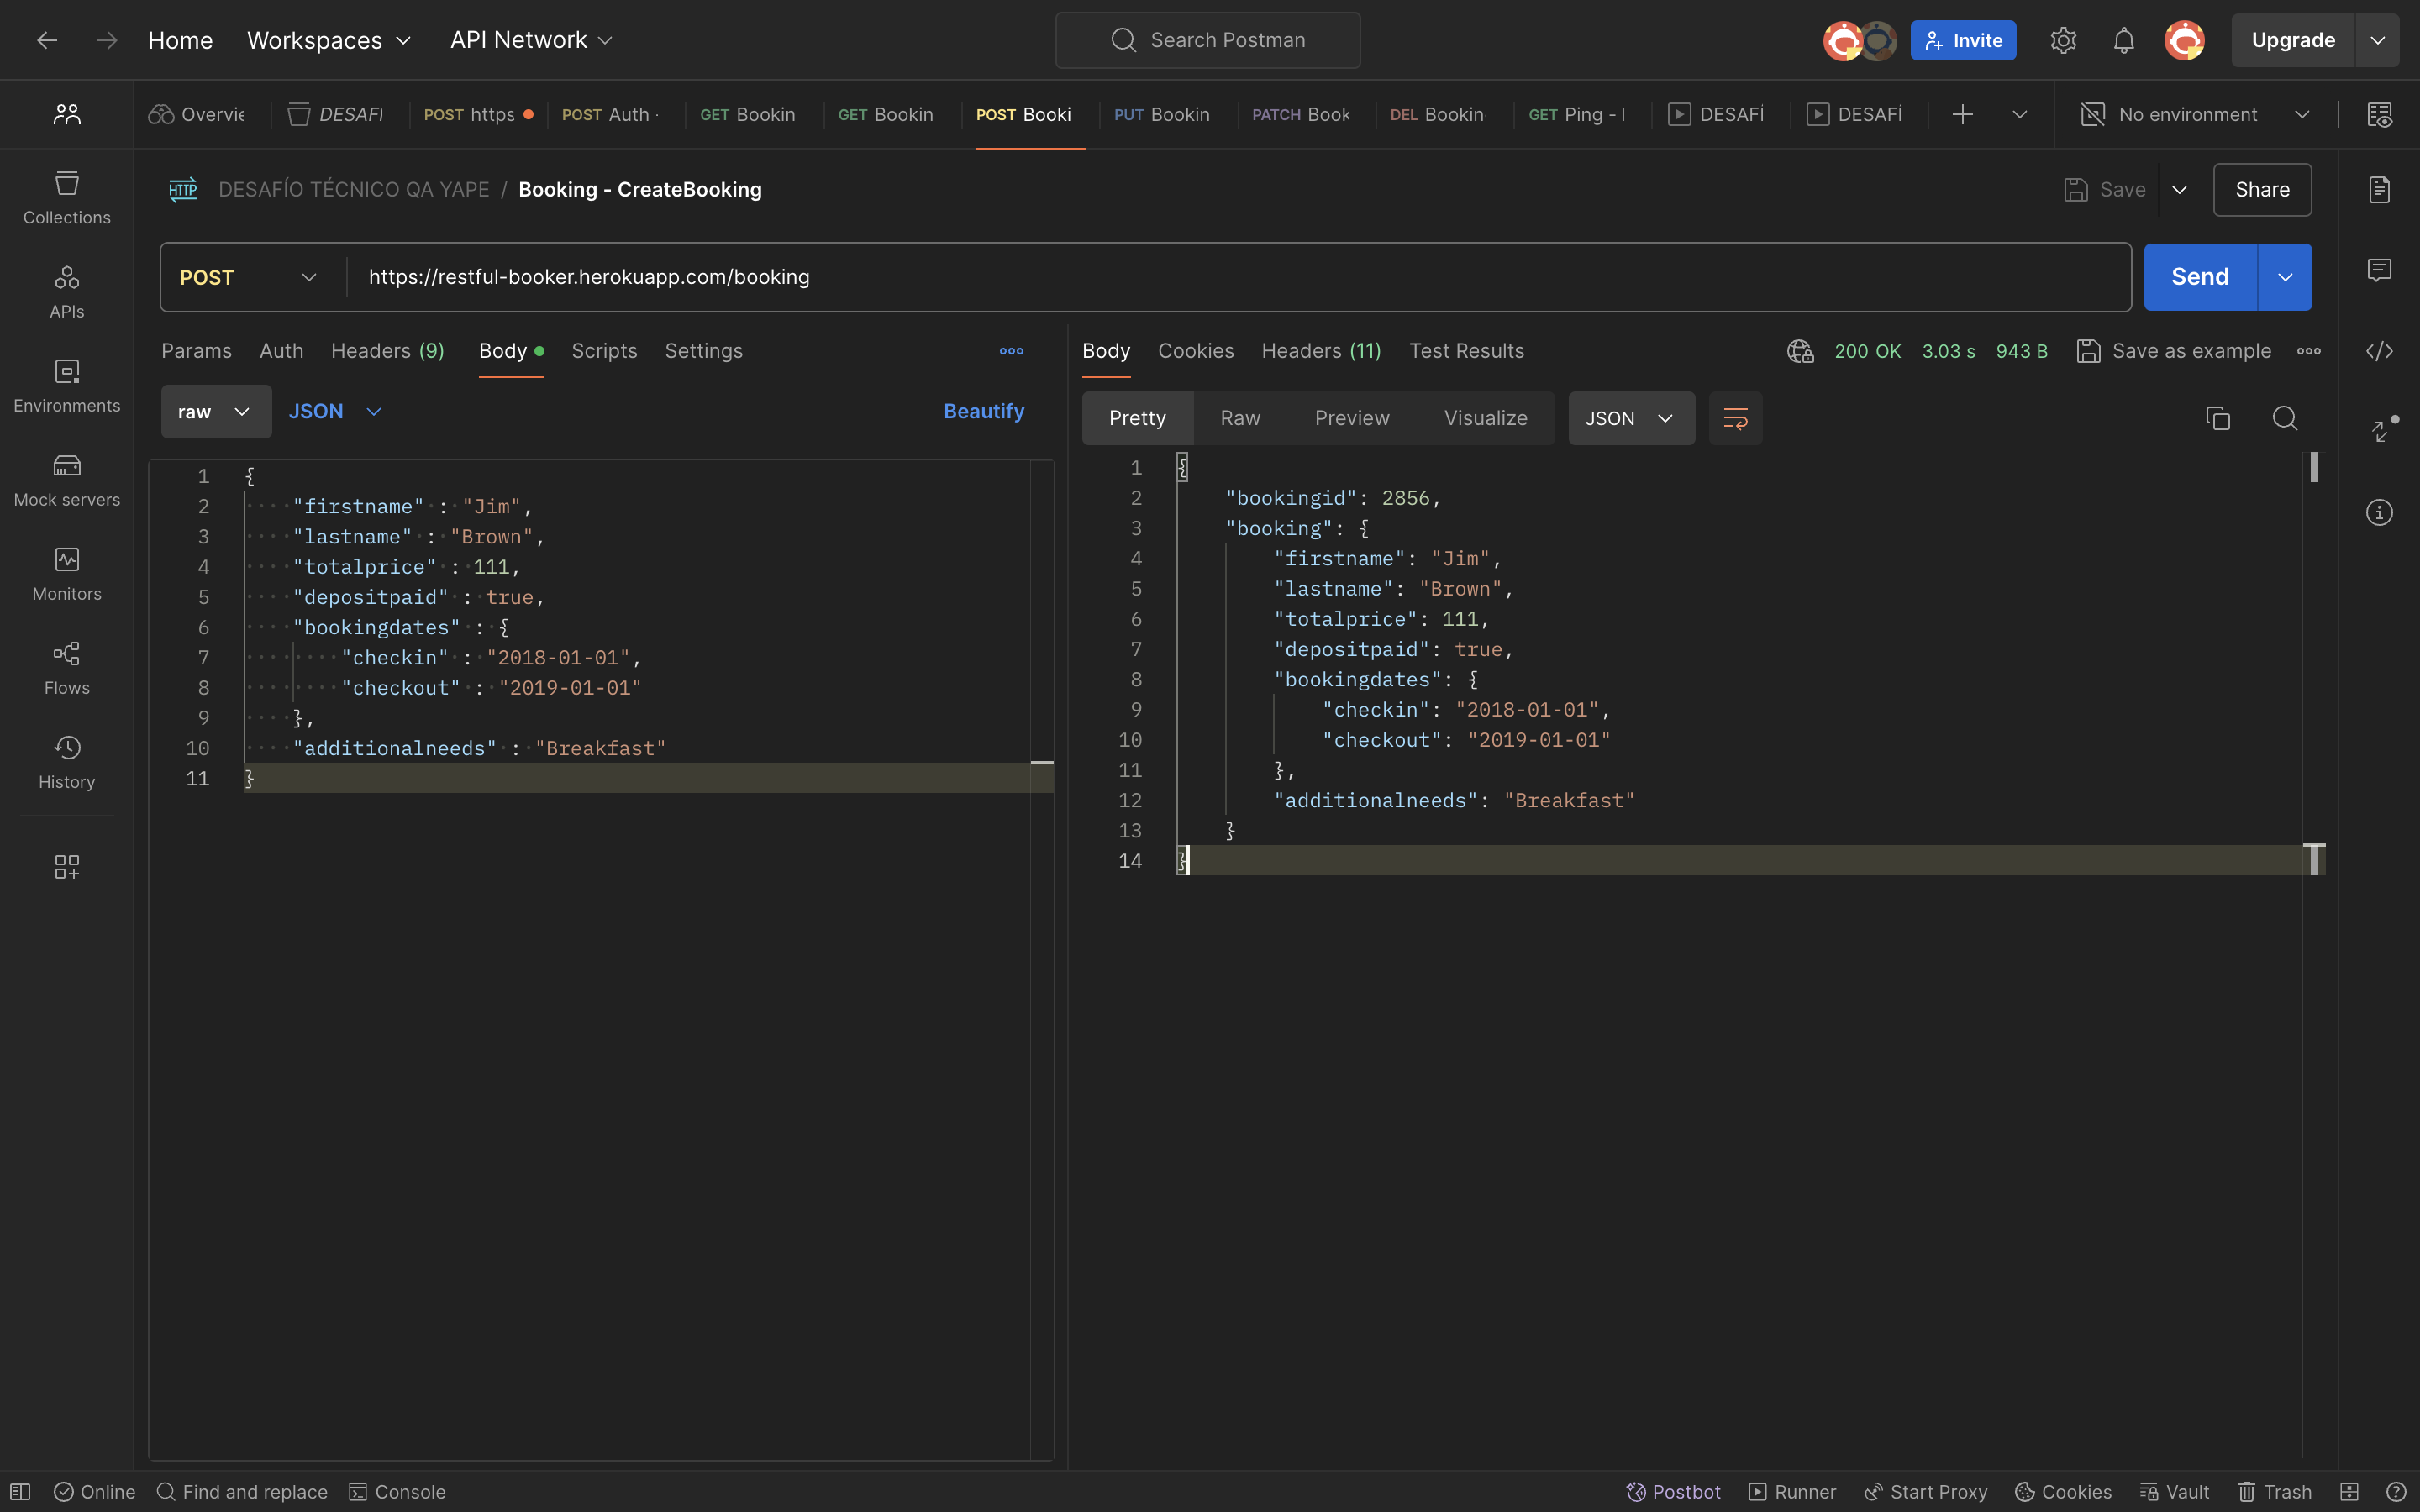 Home Workspaces API Network Search Postman Invite Upgrade
Overvie DESAFÍ POST https POST Auth · GET Bookin GET Bookin POST Booki PUT Bookin PATCH Book DEL Booking GET Ping - DESAFÍ DESAFÍ No environment
HTTP DESAFÍO TÉCNICO QA YAPE / Booking - CreateBooking Save Share
POST https://restful-booker.herokuapp.com/booking Send
Collections
APIs
Environments
Mock servers
Monitors
Flows
History
Params Auth Headers (9) Body Scripts Settings
raw JSON Beautify
1 {
2 "firstname" : "Jim",
3 "lastname" : "Brown",
4 "totalprice" : 111,
5 "depositpaid" : true,
6 "bookingdates" : {
7 "checkin" : "2018-01-01",
8 "checkout" : "2019-01-01"
9 },
10 "additionalneeds" : "Breakfast"
11 }
Body Cookies Headers (11) Test Results 200 OK 3.03 s 943 B Save as example
Pretty Raw Preview Visualize JSON
1 {
2 "bookingid": 2856,
3 "booking": {
4 "firstname": "Jim",
5 "lastname": "Brown",
6 "totalprice": 111,
7 "depositpaid": true,
8 "bookingdates": {
9 "checkin": "2018-01-01",
10 "checkout": "2019-01-01"
11 },
12 "additionalneeds": "Breakfast"
13 }
14 }
Online Find and replace Console Postbot Runner Start Proxy Cookies Vault Trash